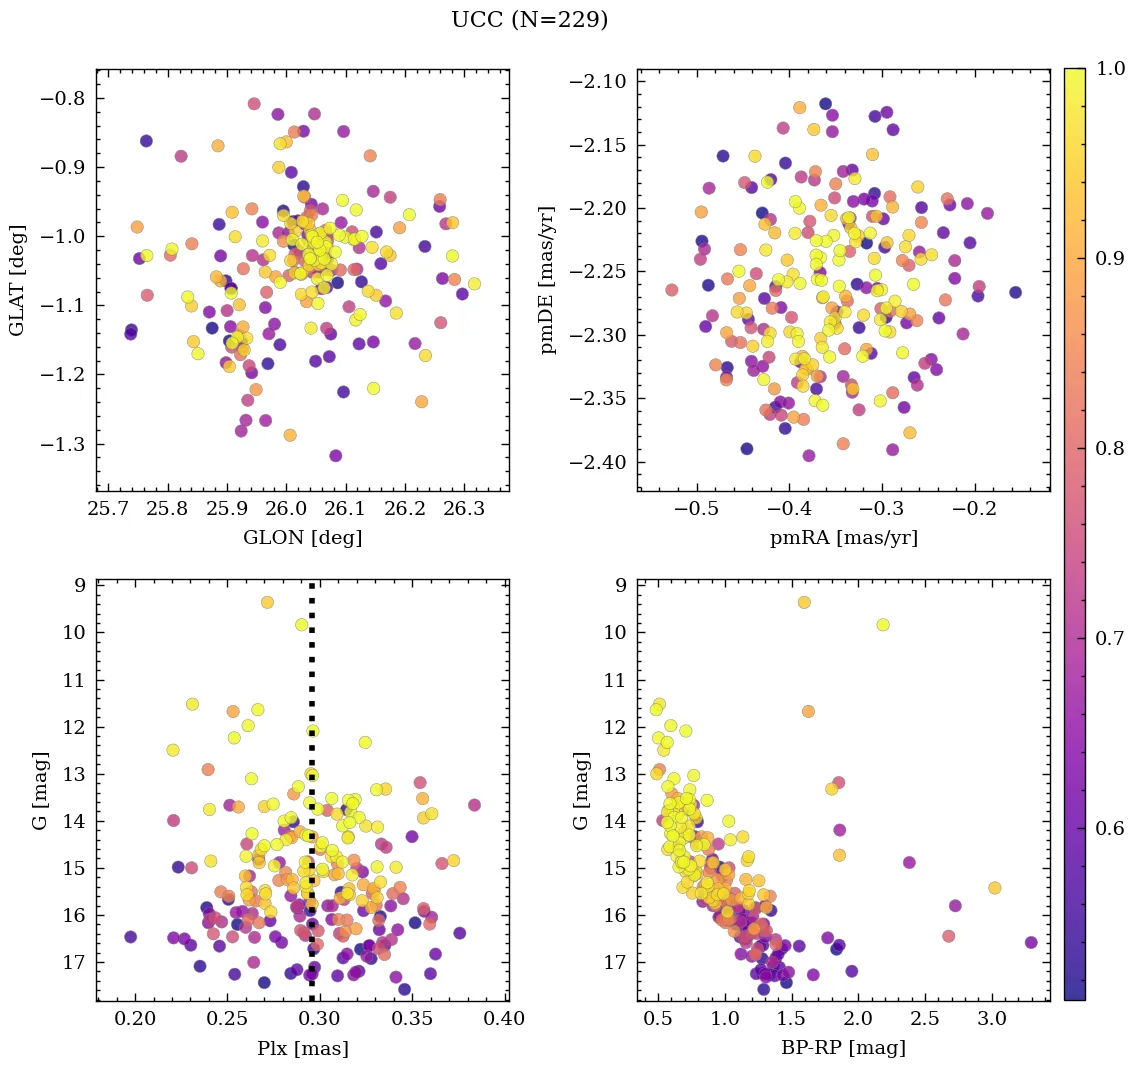 UCC (N=229)
−0.8
−0.9
−1.0
−1.1
−1.2
−1.3
GLAT [deg]
25.7 25.8 25.9 26.0 26.1 26.2 26.3
GLON [deg]
−2.10
−2.15
−2.20
−2.25
−2.30
−2.35
−2.40
pmDE [mas/yr]
−0.5 −0.4 −0.3 −0.2
pmRA [mas/yr]
9
10
11
12
13
14
15
16
17
G [mag]
0.20 0.25 0.30 0.35 0.40
Plx [mas]
9
10
11
12
13
14
15
16
17
G [mag]
0.5 1.0 1.5 2.0 2.5 3.0
BP-RP [mag]
1.0
0.9
0.8
0.7
0.6